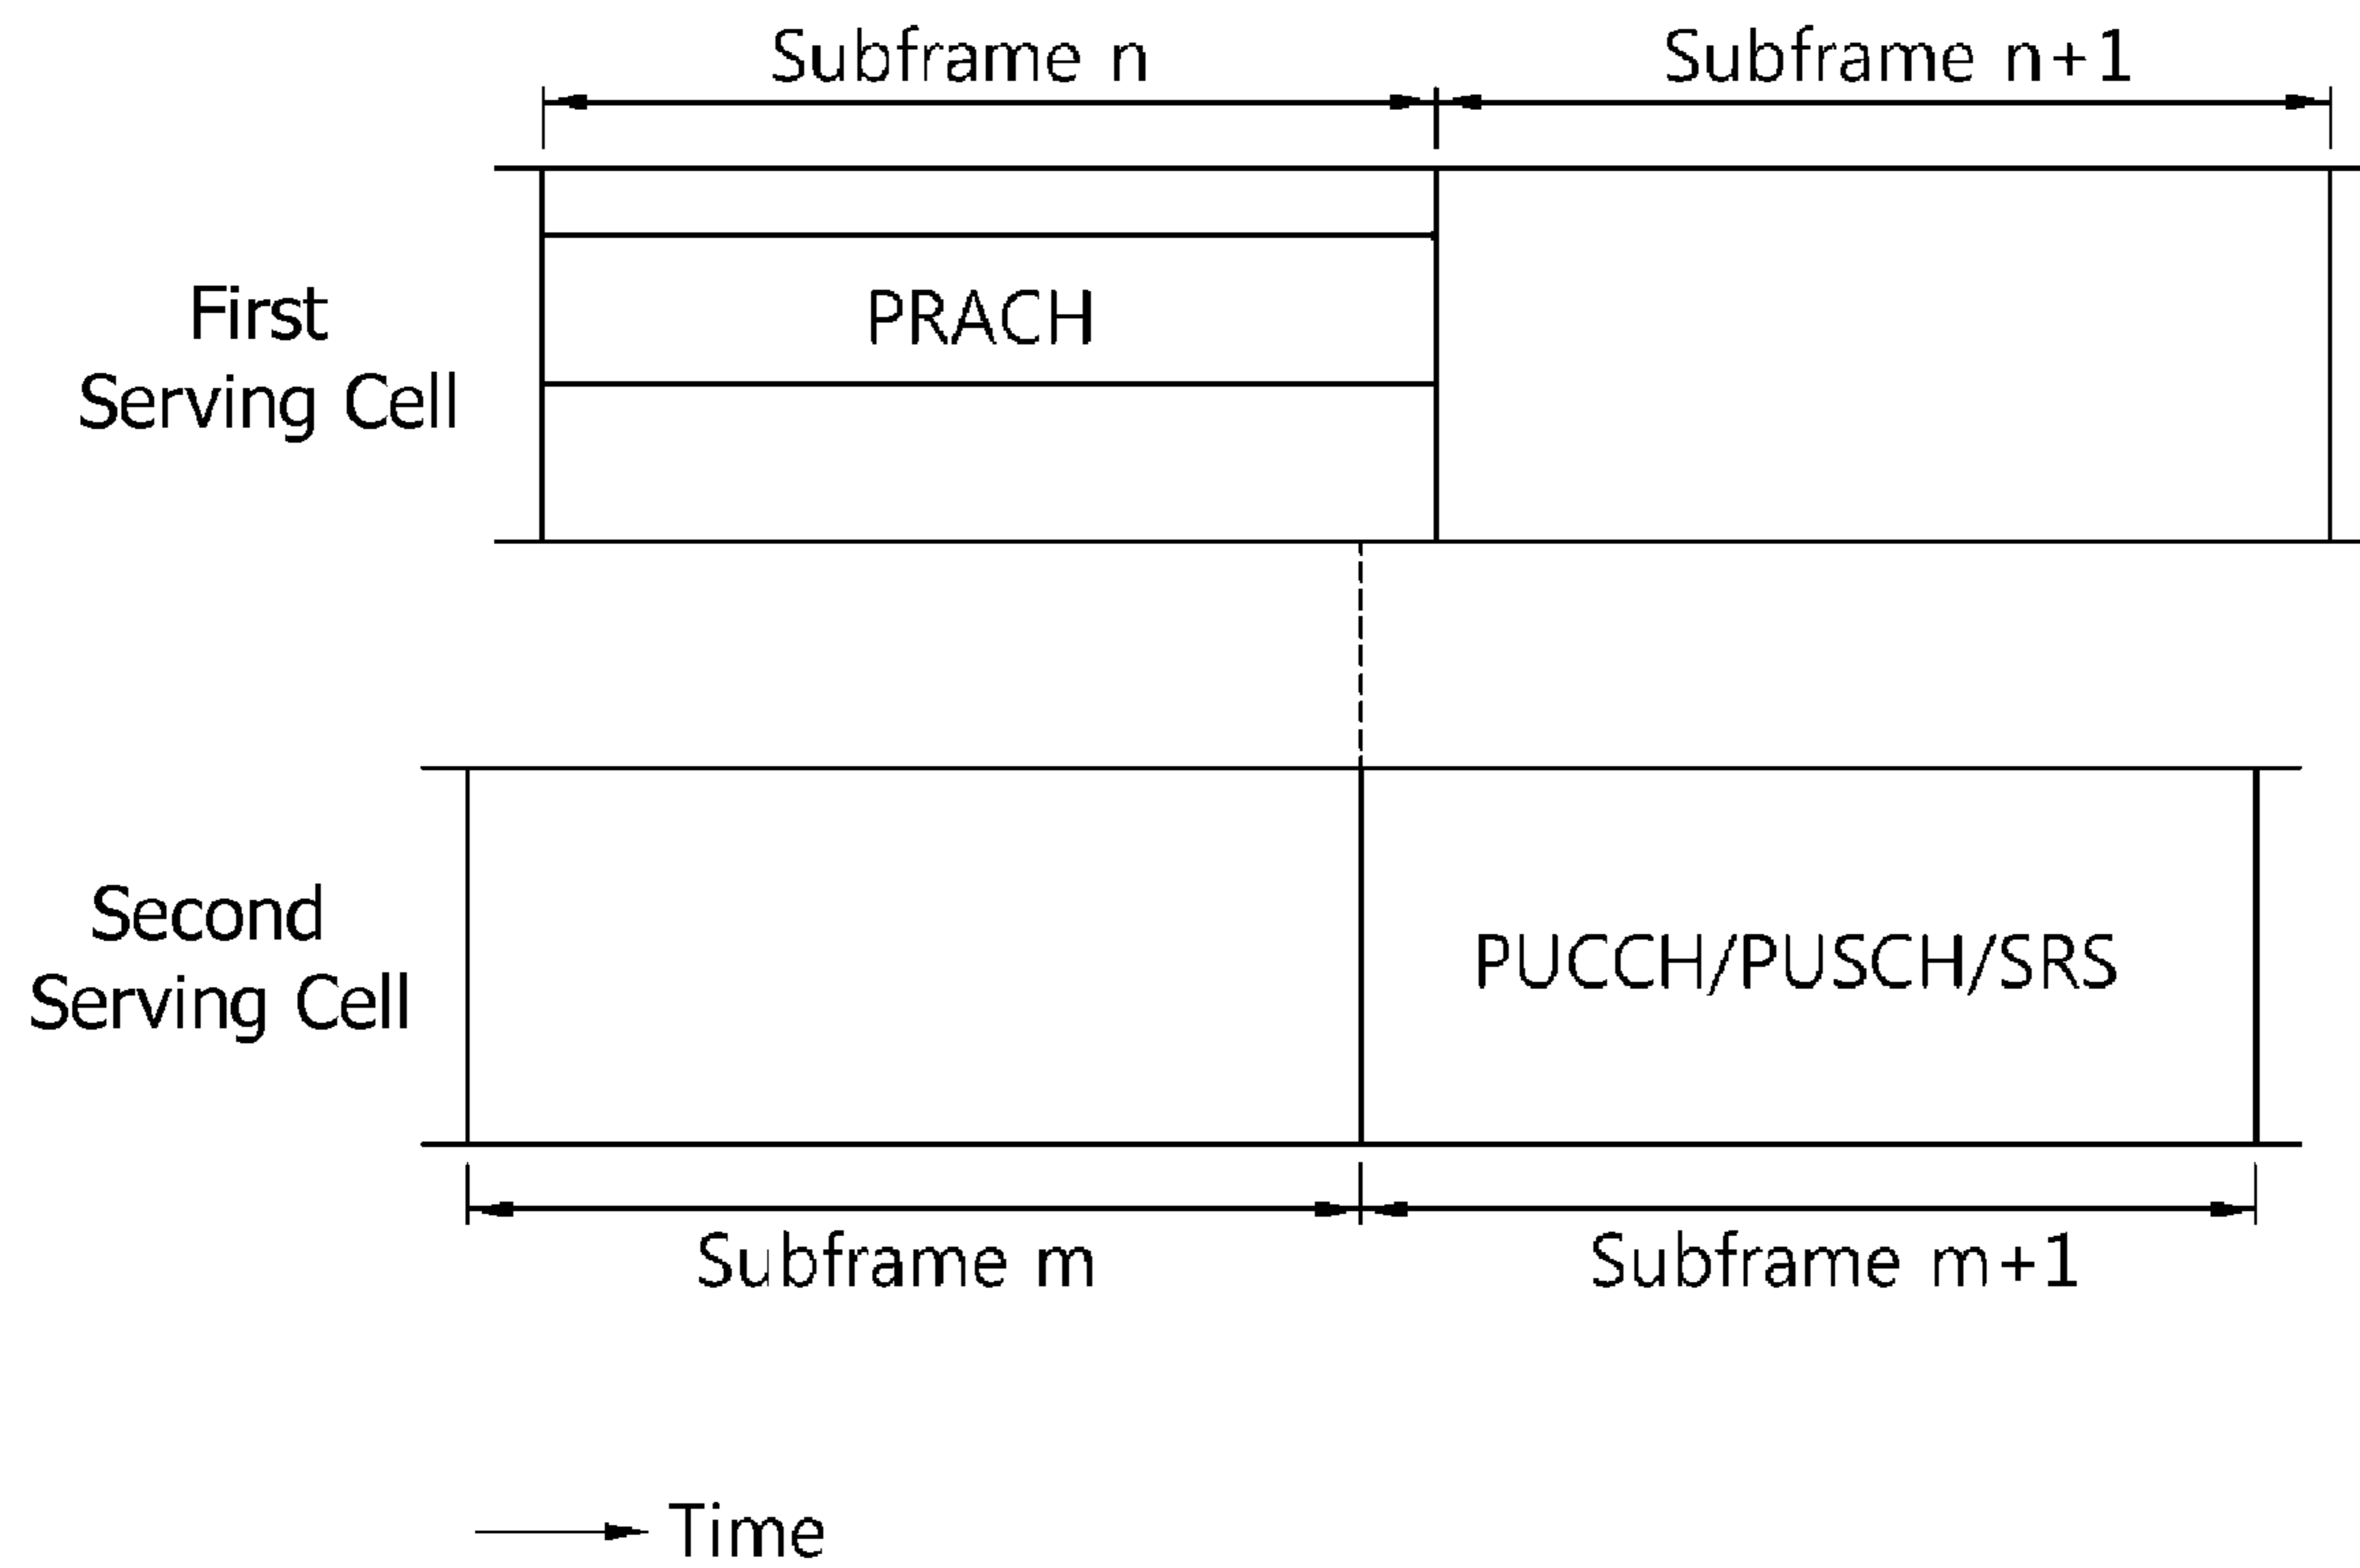 Subframe n
Subframe n+1
First
Serving Cell
PRACH
Second
Serving Cell
PUCCH/PUSCH/SRS
Subframe m
Subframe m+1
Time